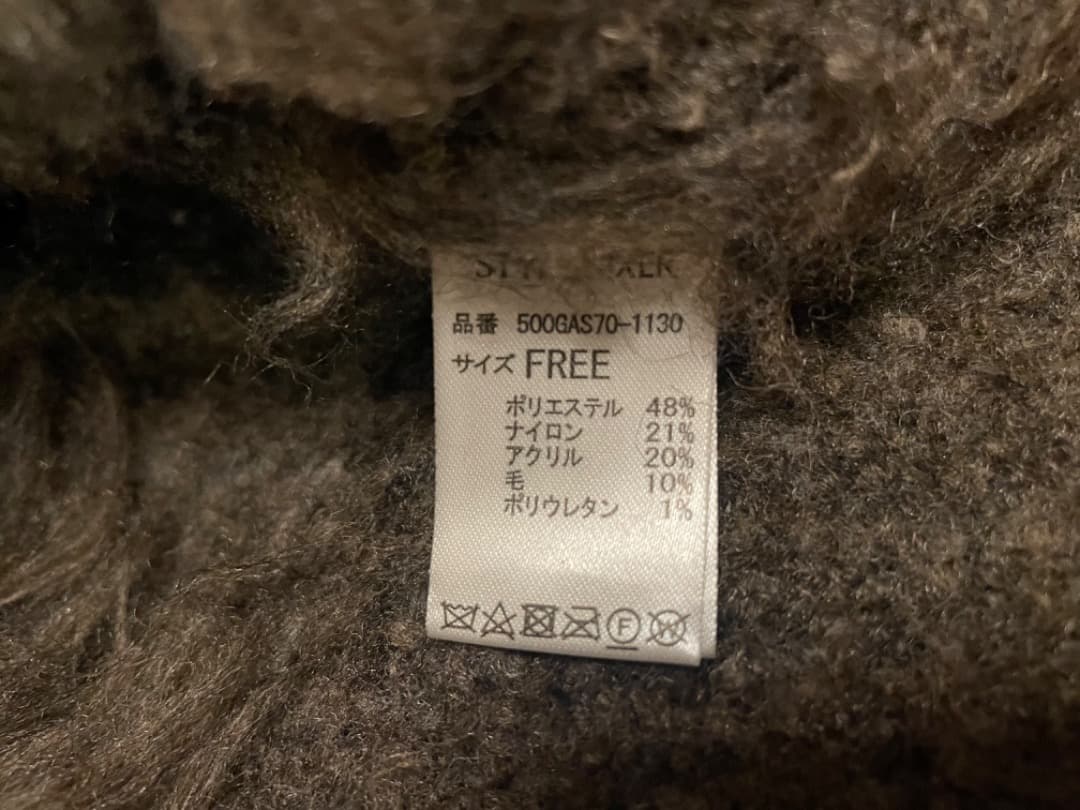 品番 500GAS70-1130
サイズ FREE
ポリエステル 48%
ナイロン 21%
アクリル 20%
毛 10%
ポリウレタン 1%
F
W